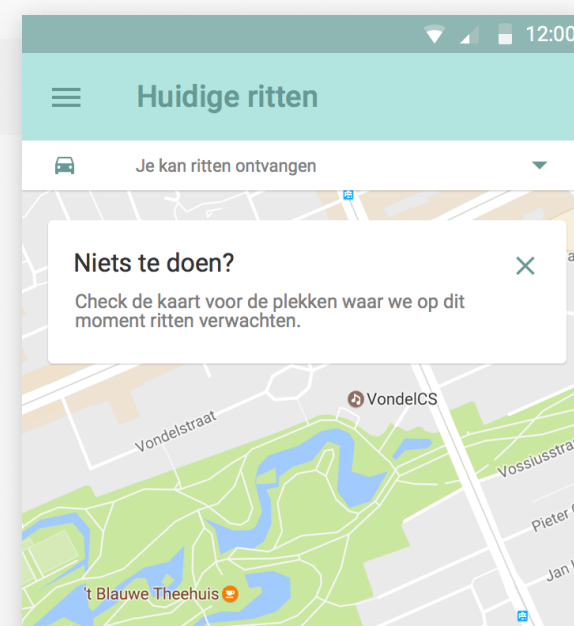 12:00
Huidige ritten
Je kan ritten ontvangen
Niets te doen?
Check de kaart voor de plekken waar we op dit
moment ritten verwachten.
VondelCS
Vondelstraat
Vossiusstra
Pieter
Jan
't Blauwe Theehuis